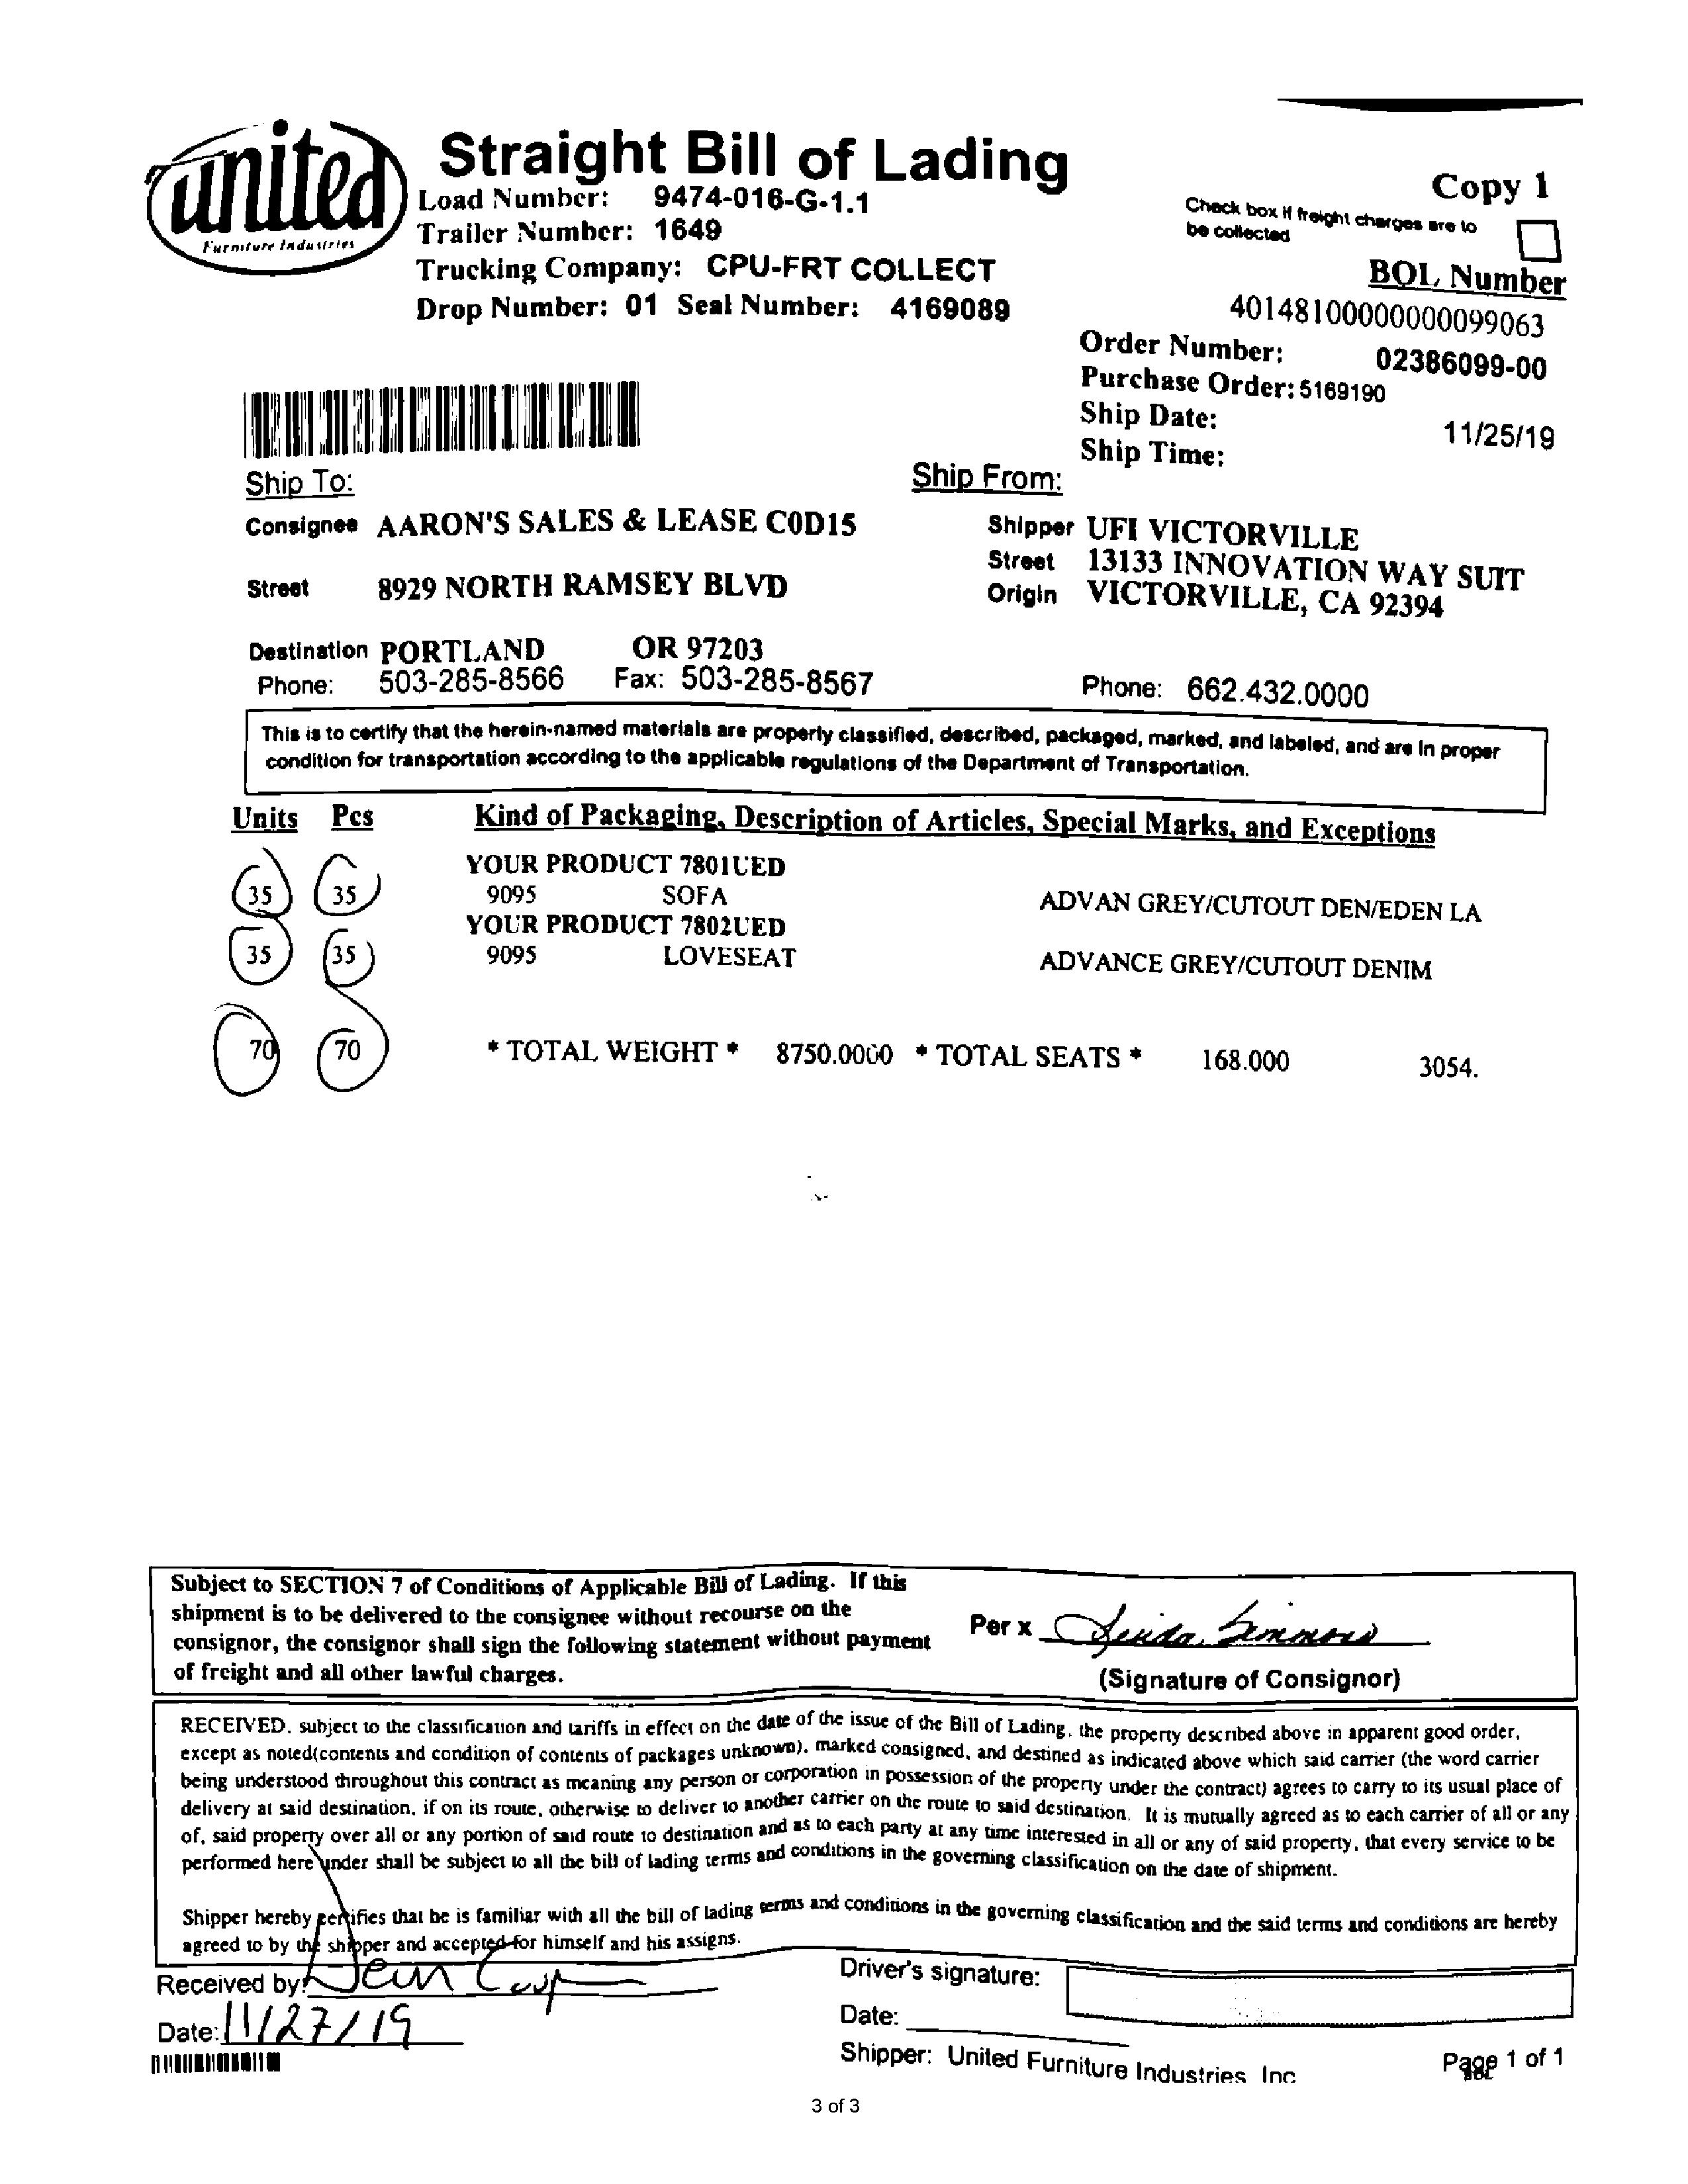 united
Furniture Industries
Straight Bill of Lading
Copy 1
Load Number: 9474-016-G-1.1
Check box if freight charges are to
be collected
Trailer Number: 1649
Trucking Company: CPU-FRT COLLECT
BOL Number
Drop Number: 01 Seal Number: 4169089
40148100000000099063
Order Number: 02386099-00
Purchase Order: 5169190
Ship Date: 11/25/19
Ship Time:
Ship To:
Ship From:
Consignee AARON'S SALES & LEASE C0D15
Shipper UFI VICTORVILLE
Street 8929 NORTH RAMSEY BLVD
Street 13133 INNOVATION WAY SUIT
Origin VICTORVILLE, CA 92394
Destination PORTLAND OR 97203
Phone: 503-285-8566 Fax: 503-285-8567
Phone: 662.432.0000
This is to certify that the herein-named materials are properly classified, described, packaged, marked, and labeled, and are in proper
condition for transportation according to the applicable regulations of the Department of Transportation.
Units Pcs Kind of Packaging, Description of Articles, Special Marks, and Exceptions
YOUR PRODUCT 7801UED
35 35 9095 SOFA ADVAN GREY/CUTOUT DEN/EDEN LA
YOUR PRODUCT 7802UED
35 35 9095 LOVESEAT ADVANCE GREY/CUTOUT DENIM
70 70 * TOTAL WEIGHT * 8750.0000 * TOTAL SEATS * 168.000 3054.
Subject to SECTION 7 of Conditions of Applicable Bill of Lading. If this
shipment is to be delivered to the consignee without recourse on the
consignor, the consignor shall sign the following statement without payment
of freight and all other lawful charges.
Per x Simmons
(Signature of Consignor)
RECEIVED, subject to the classification and tariffs in effect on the date of the issue of the Bill of Lading, the property described above in apparent good order,
except as noted(contents and condition of contents of packages unknown), marked consigned, and destined as indicated above which said carrier (the word carrier
being understood throughout this contract as meaning any person or corporation in possession of the property under the contract) agrees to carry to its usual place of
delivery at said destination, if on its route, otherwise to deliver to another carrier on the route to said destination. It is mutually agreed as to each carrier of all or any
of, said property over all or any portion of said route to destination and as to each party at any time interested in all or any of said property, that every service to be
performed here under shall be subject to all the bill of lading terms and conditions in the governing classification on the date of shipment.
Shipper hereby certifies that he is familiar with all the bill of lading terms and conditions in the governing classification and the said terms and conditions are hereby
agreed to by the shipper and accepted for himself and his assigns.
Received by:
Driver's signature:
Date: 11/27/19
Date:
Shipper: United Furniture Industries Inc
Page 1 of 1
BOL
3 of 3